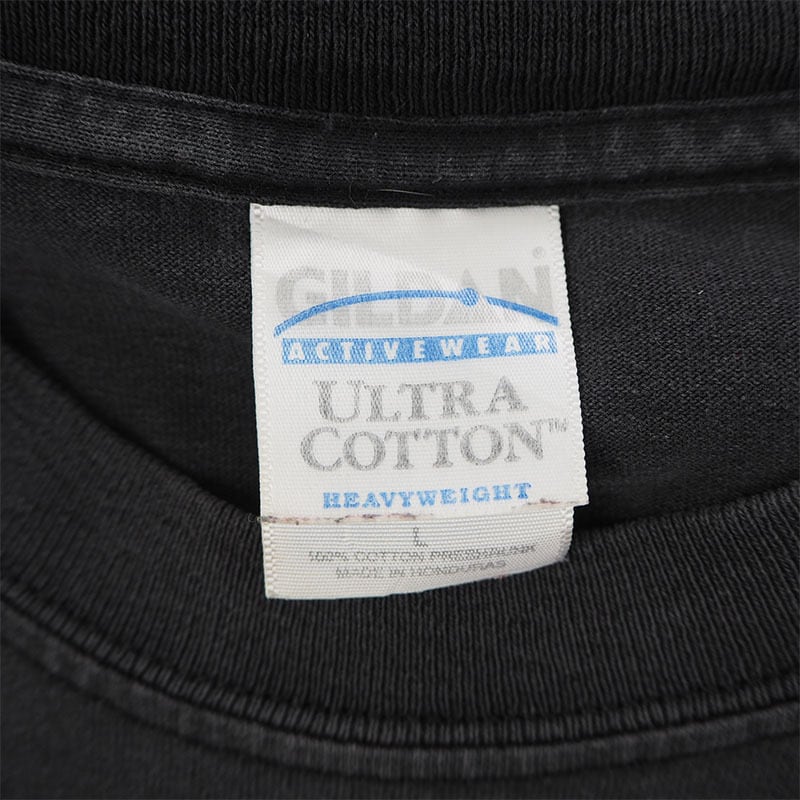 GILDAN®
ACTIVEWEAR
ULTRA
COTTON™
HEAVYWEIGHT
L
100% COTTON PRESHRUNK
MADE IN HONDURAS